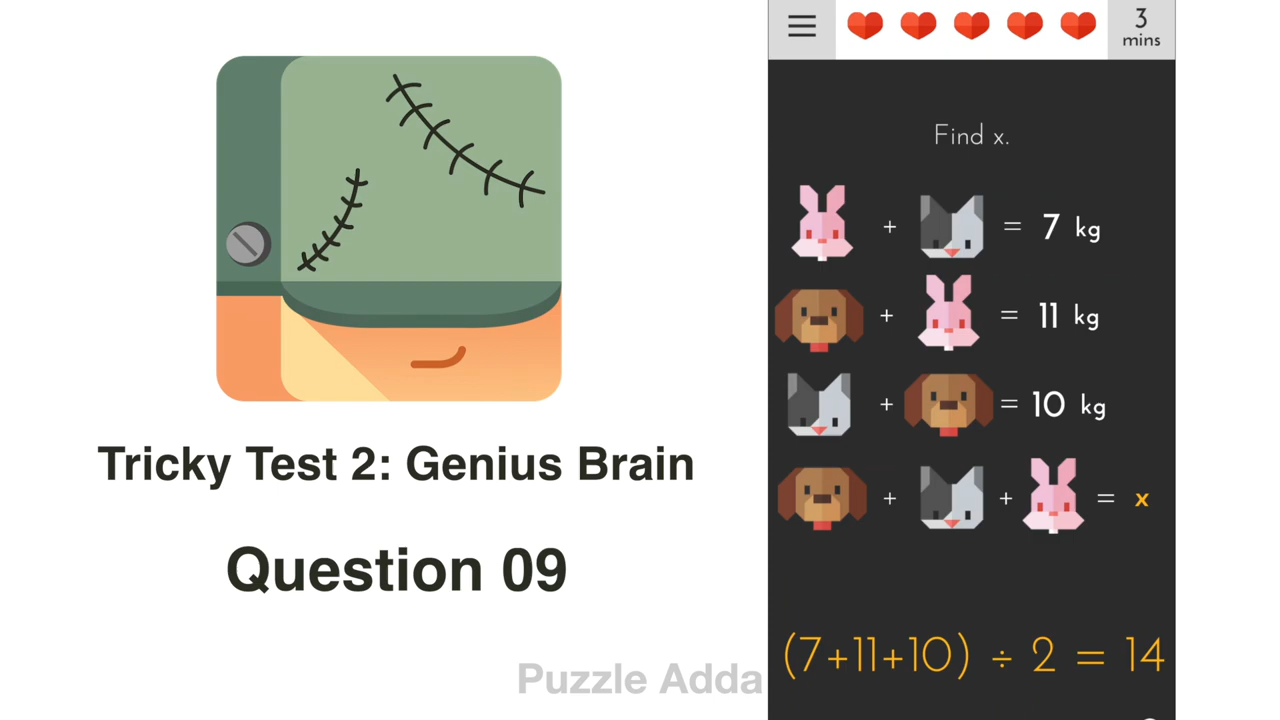 Tricky Test 2: Genius Brain
Question 09
Puzzle Adda
3
mins
Find x.
+ = 7 kg
+ = 11 kg
+ = 10 kg
+ + = x
(7+11+10) ÷ 2 = 14